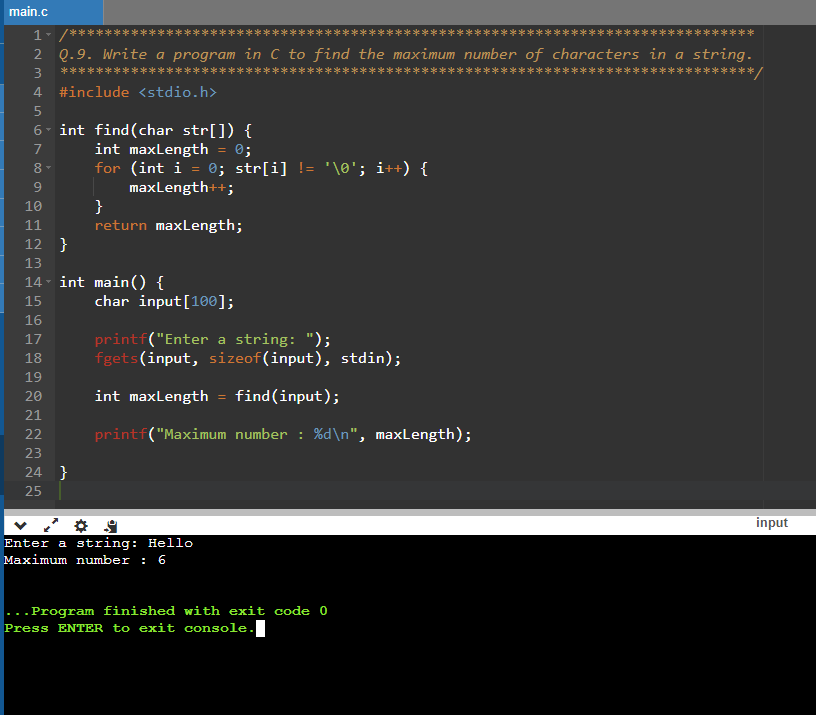 main.c
1 /******************************************************************************
2 Q.9. Write a program in C to find the maximum number of characters in a string.
3 *******************************************************************************/
4 #include <stdio.h>
5
6 int find(char str[]) {
7     int maxLength = 0;
8     for (int i = 0; str[i] != '\0'; i++) {
9         maxLength++;
10     }
11     return maxLength;
12 }
13
14 int main() {
15     char input[100];
16
17     printf("Enter a string: ");
18     fgets(input, sizeof(input), stdin);
19
20     int maxLength = find(input);
21
22     printf("Maximum number : %d\n", maxLength);
23
24 }
25
input
Enter a string: Hello
Maximum number : 6
...Program finished with exit code 0
Press ENTER to exit console.